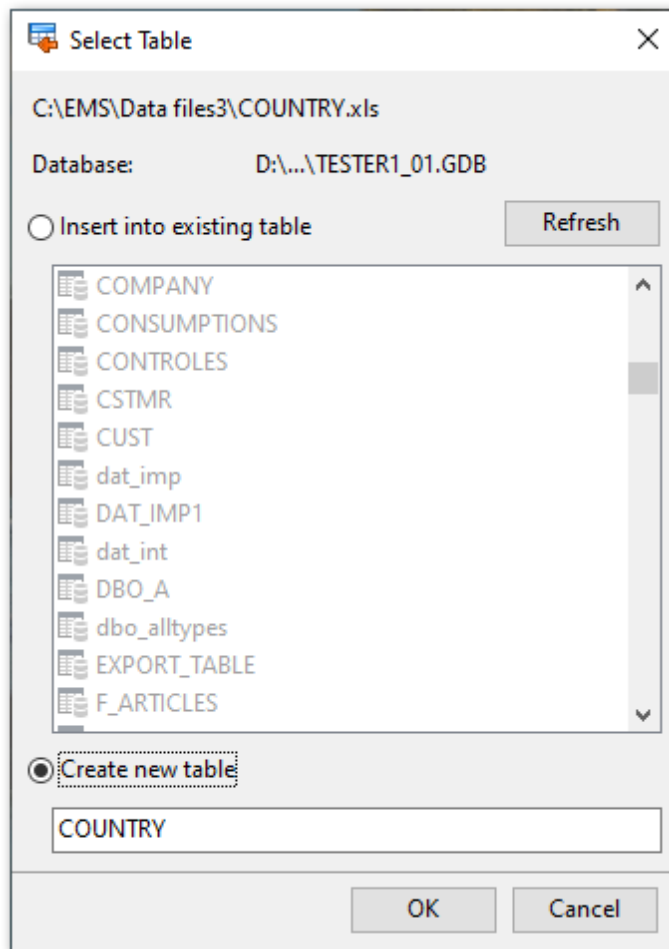 Select Table
C:\EMS\Data files3\COUNTRY.xls
Database: D:\...\TESTER1_01.GDB
Insert into existing table Refresh
COMPANY
CONSUMPTIONS
CONTROLES
CSTMR
CUST
dat_imp
DAT_IMP1
dat_int
DBO_A
dbo_alltypes
EXPORT_TABLE
F_ARTICLES
Create new table
COUNTRY
OK Cancel